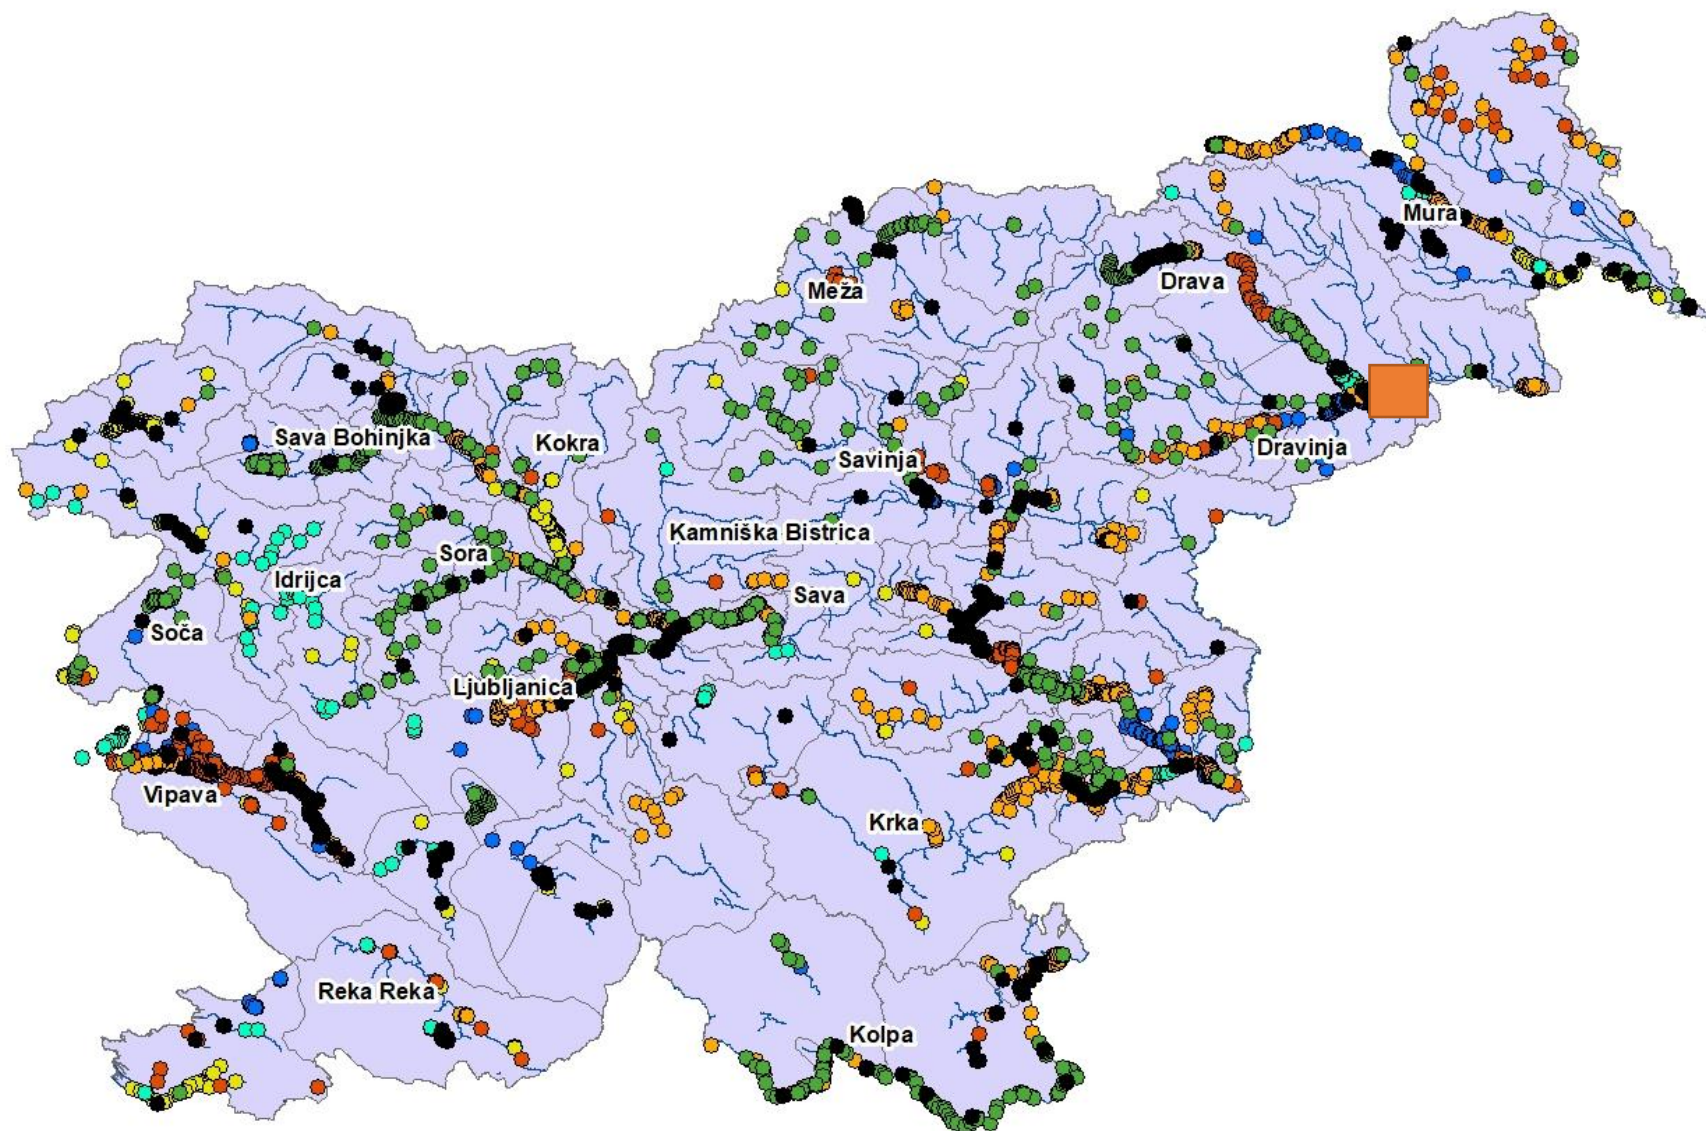 Mura
Drava
Meža
Sava Bohinjka
Kokra
Savinja
Dravinja
Kamniška Bistrica
Sora
Idrijca
Sava
Soča
Ljubljanica
Vipava
Krka
Reka Reka
Kolpa